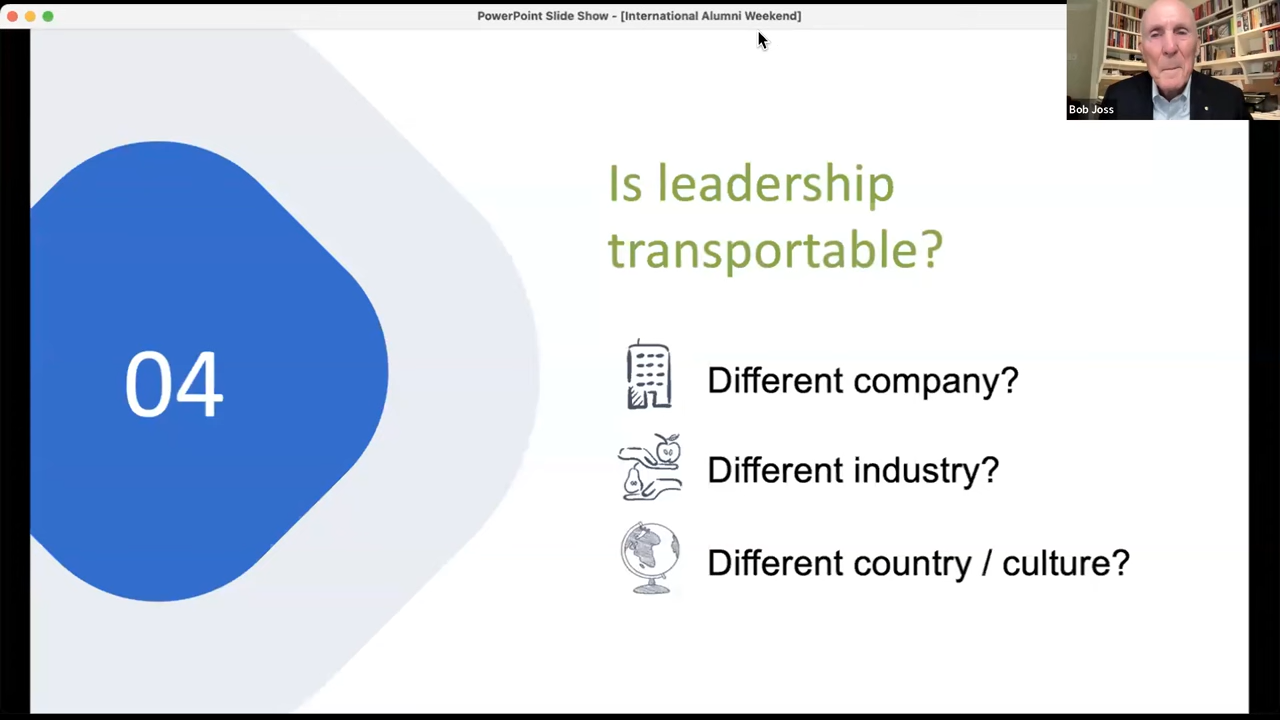 PowerPoint Slide Show - [International Alumni Weekend]
Bob Joss
Is leadership
transportable?
04
Different company?
Different industry?
Different country / culture?